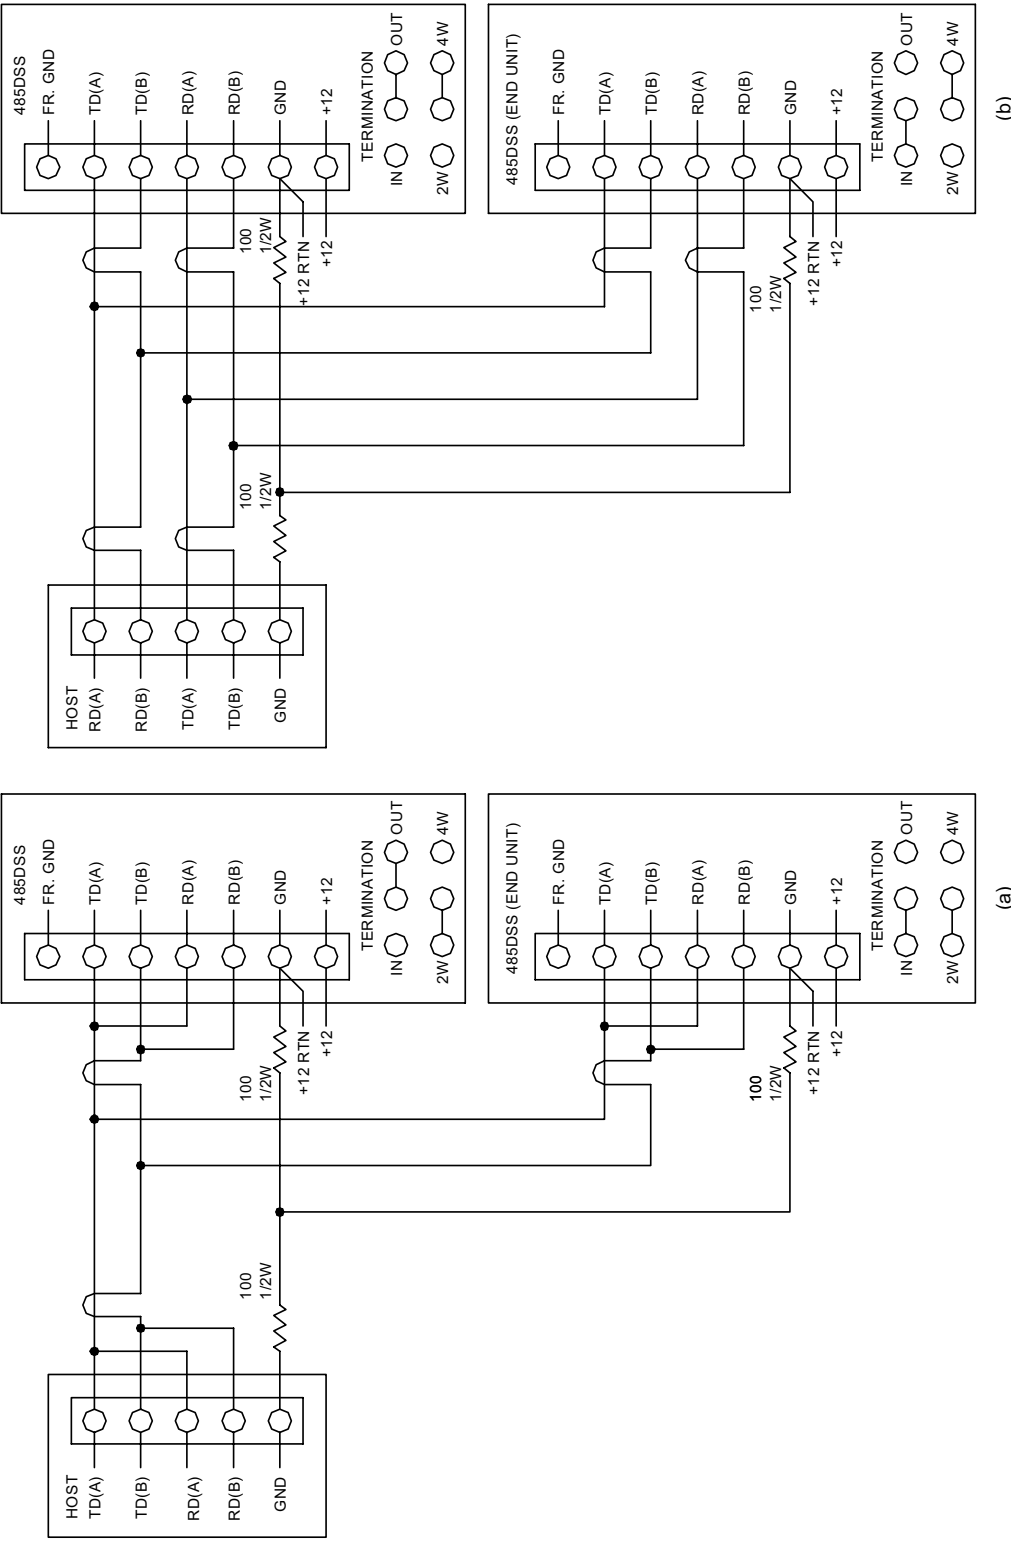 HOST
TD(A)
TD(B)
RD(A)
RD(B)
GND
100
1/2W
485DSS
FR. GND
TD(A)
TD(B)
RD(A)
RD(B)
GND
+12
100
1/2W
+12 RTN
+12
TERMINATION
IN OUT
2W 4W
485DSS (END UNIT)
FR. GND
TD(A)
TD(B)
RD(A)
RD(B)
GND
+12
100
1/2W
+12 RTN
+12
TERMINATION
IN OUT
2W 4W
(a)
HOST
RD(A)
RD(B)
TD(A)
TD(B)
GND
100
1/2W
485DSS
FR. GND
TD(A)
TD(B)
RD(A)
RD(B)
GND
+12
100
1/2W
+12 RTN
+12
TERMINATION
IN OUT
2W 4W
485DSS (END UNIT)
FR. GND
TD(A)
TD(B)
RD(A)
RD(B)
GND
+12
100
1/2W
+12 RTN
+12
TERMINATION
IN OUT
2W 4W
(b)